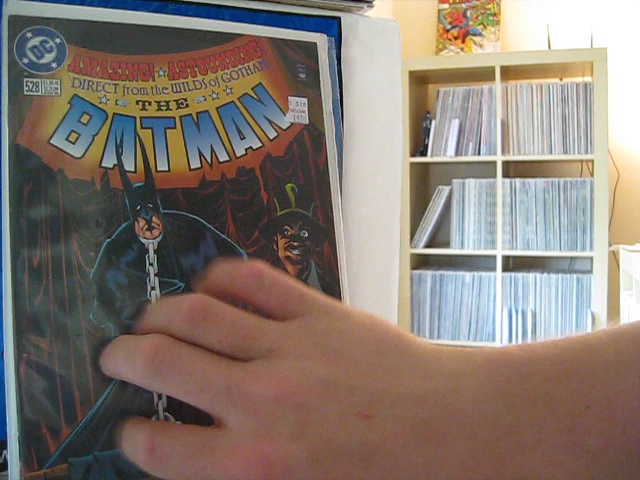 DC
528
AMAZING! ASTOUNDING!
DIRECT from the WILDS of GOTHAM
THE
BATMAN